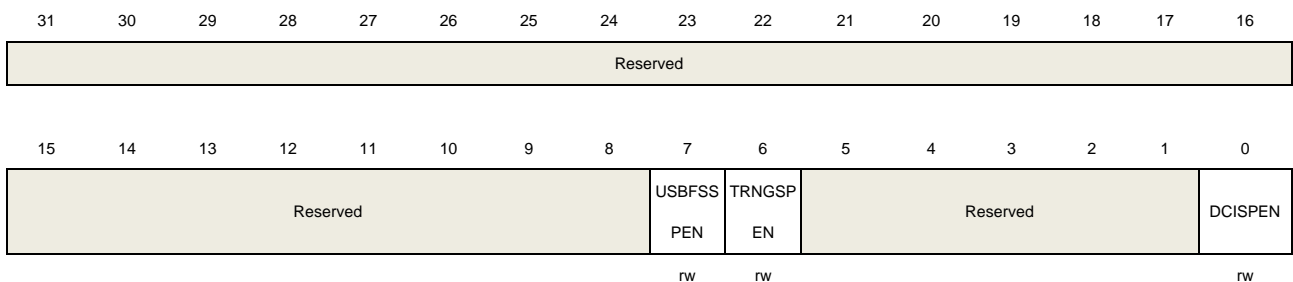 31 30 29 28 27 26 25 24 23 22 21 20 19 18 17 16
Reserved
15 14 13 12 11 10 9 8 7 6 5 4 3 2 1 0
Reserved USBFSS PEN TRNGSP EN Reserved DCISPEN
rw rw rw